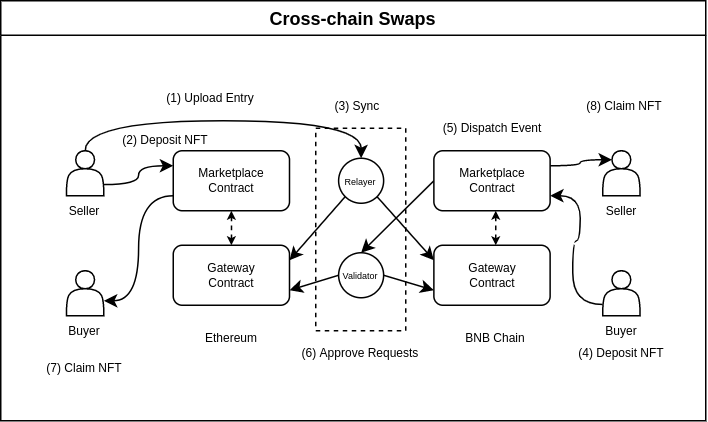 Cross-chain Swaps
(1) Upload Entry
(3) Sync
(8) Claim NFT
(2) Deposit NFT
(5) Dispatch Event
Marketplace
Contract
Relayer
Marketplace
Contract
Seller
Seller
Gateway
Contract
Validator
Gateway
Contract
Buyer
Ethereum
BNB Chain
Buyer
(6) Approve Requests
(4) Deposit NFT
(7) Claim NFT